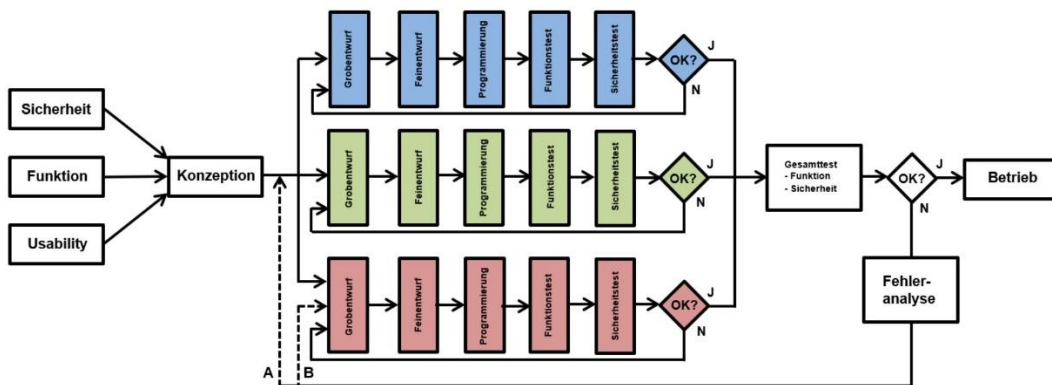 Sicherheit
Funktion
Usability
Konzeption
Grobentwurf
Feinentwurf
Programmierung
Funktionstest
Sicherheitstest
OK?
J
N
Grobentwurf
Feinentwurf
Programmierung
Funktionstest
Sicherheitstest
OK?
J
N
Grobentwurf
Feinentwurf
Programmierung
Funktionstest
Sicherheitstest
OK?
J
N
Gesamttest
- Funktion
- Sicherheit
OK?
J
N
Betrieb
Fehler-
analyse
A
B